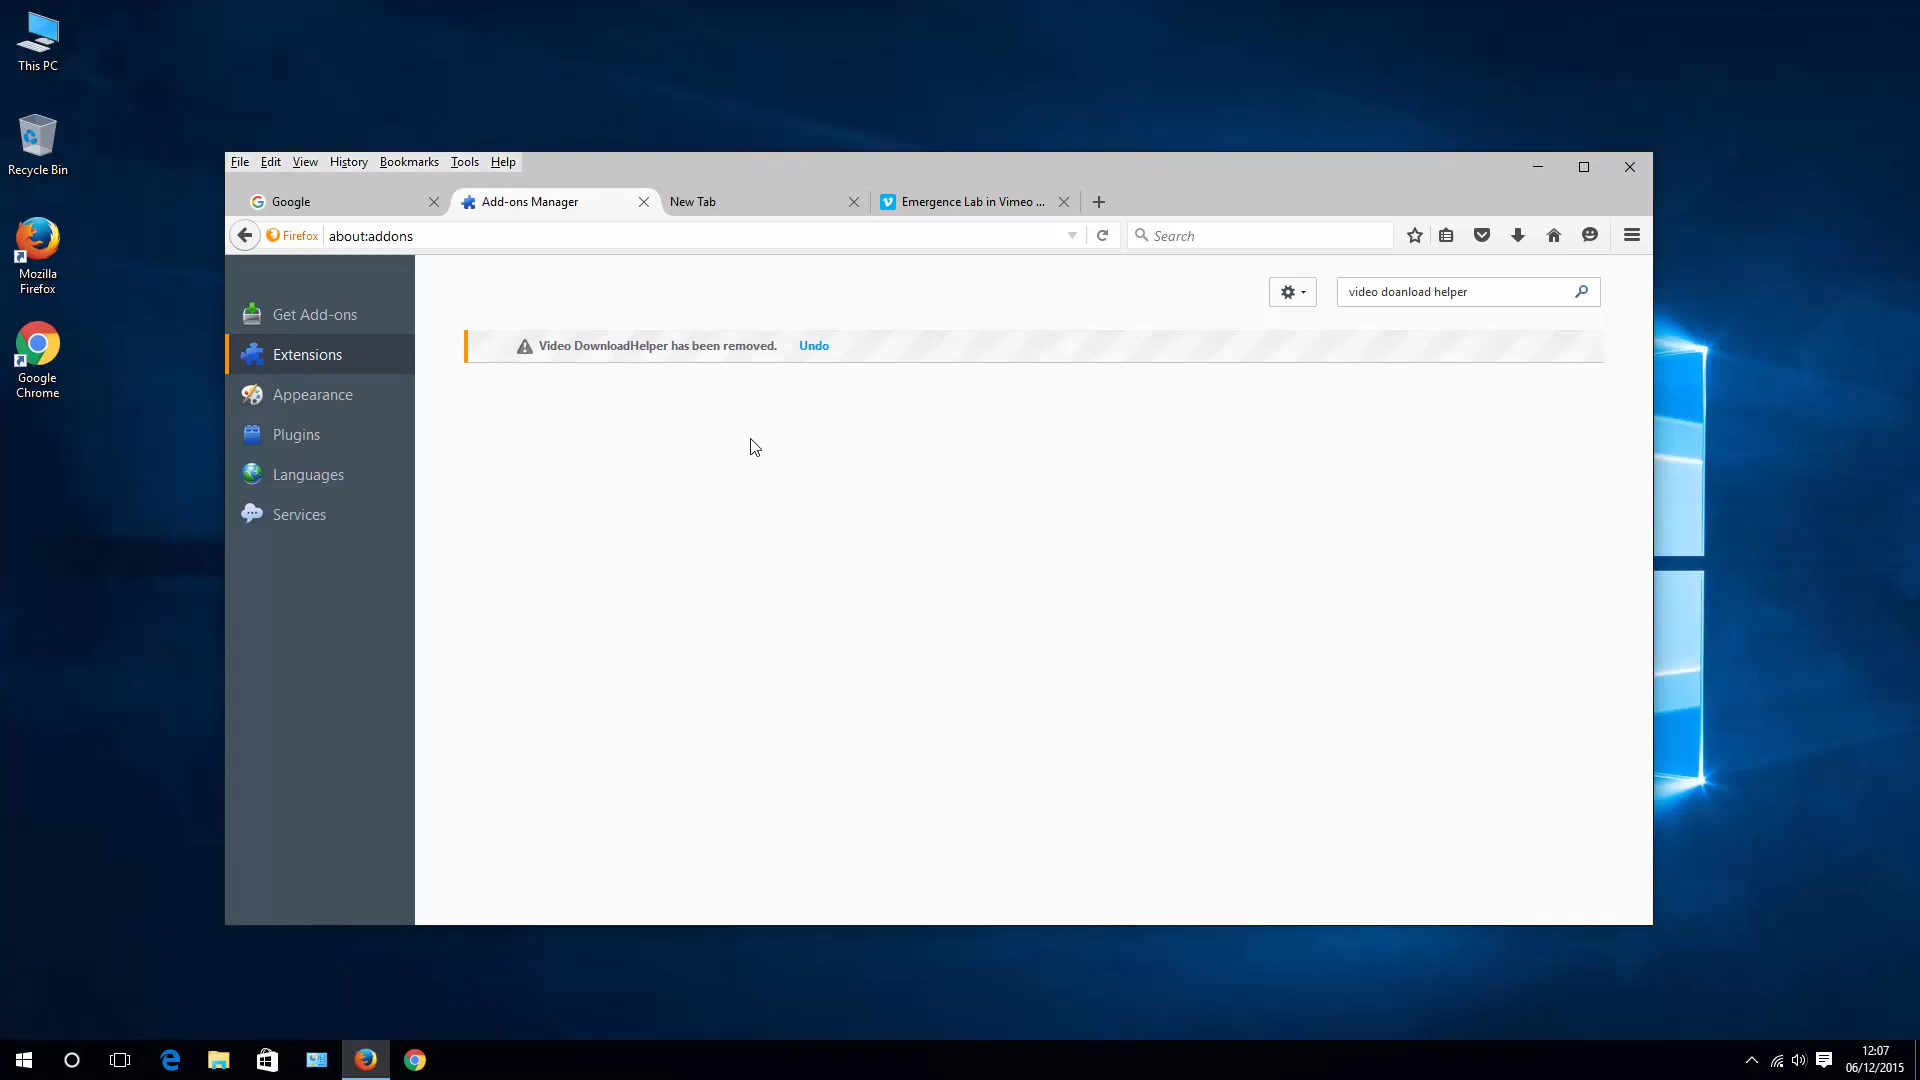 This PC
Recycle Bin
Mozilla
Firefox
Google
Chrome
File Edit View History Bookmarks Tools Help
Google
Add-ons Manager
New Tab
Emergence Lab in Vimeo ...
Firefox
about:addons
Search
video doanload helper
Get Add-ons
Extensions
Appearance
Plugins
Languages
Services
Video DownloadHelper has been removed. Undo
12:07
06/12/2015